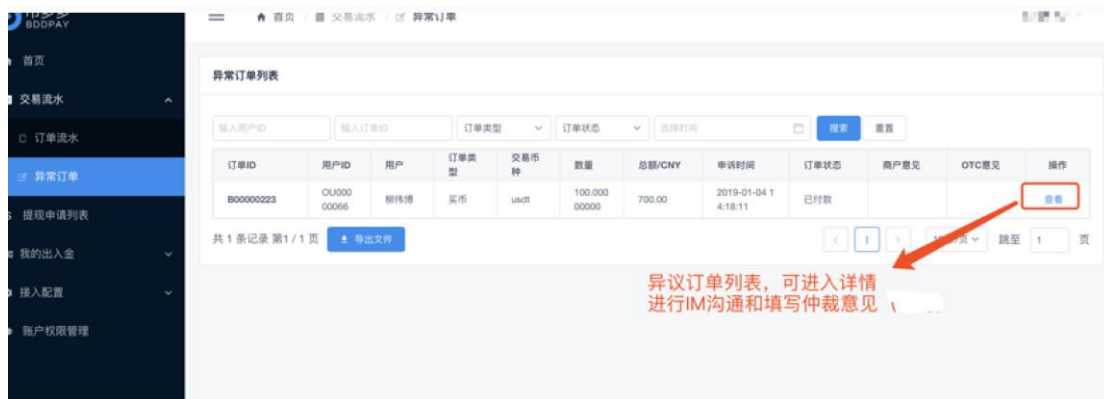 BDDPAY
首页 / 交易流水 / 异常订单
首页
交易流水
订单流水
异常订单
提现申请列表
我的出入金
接入配置
账户权限管理
异常订单列表
输入用户ID 输入订单ID 订单类型 订单状态 选择时间 搜索 重置
订单ID 用户ID 用户 订单类型 交易币种 数量 总额/CNY 申诉时间 订单状态 商户意见 OTC意见 操作
B00000223 OU00000066 柳伟博 买币 usdt 100.00000000 700.00 2019-01-04 14:18:11 已付款 查看
共 1 条记录 第1 / 1 页 导出文件 1 跳至 1 页
异议订单列表，可进入详情
进行IM沟通和填写仲裁意见